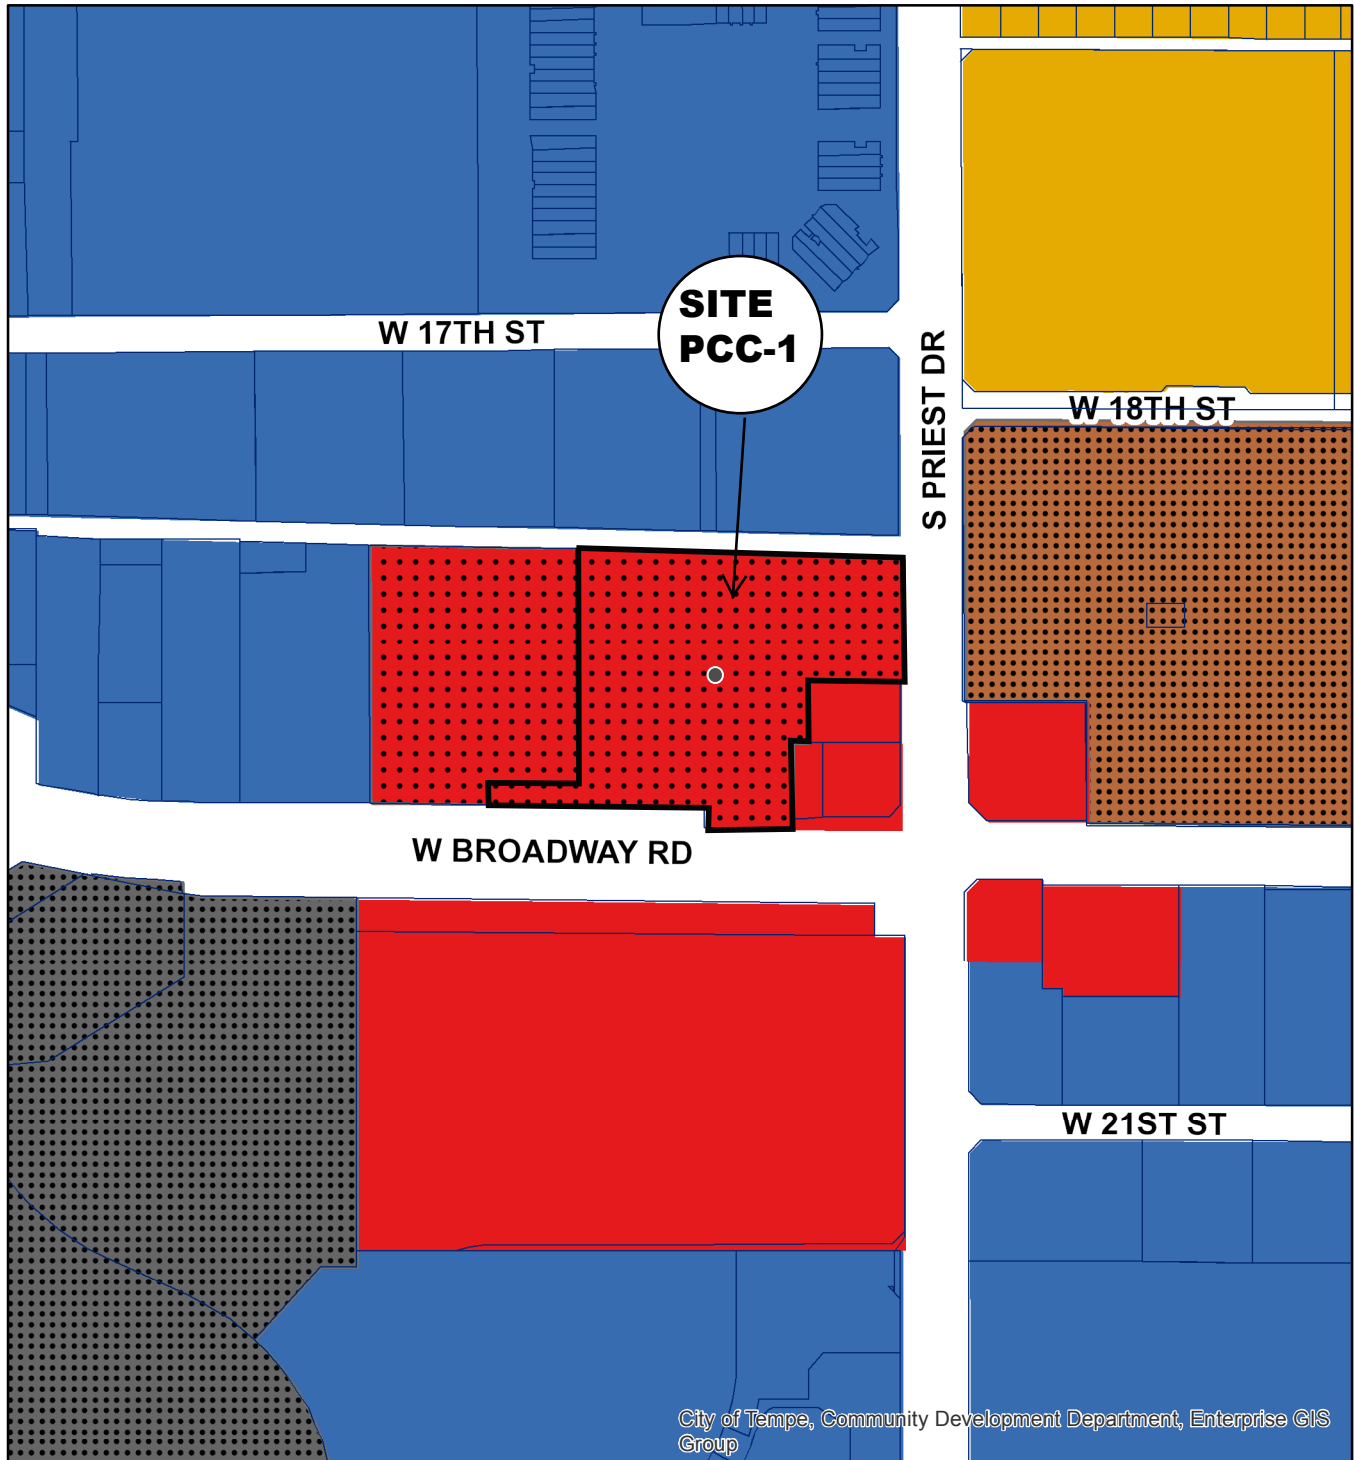 SITE
PCC-1
W 17TH ST
S PRIEST DR
W 18TH ST
W BROADWAY RD
W 21ST ST
City of Tempe, Community Development Department, Enterprise GIS
Group